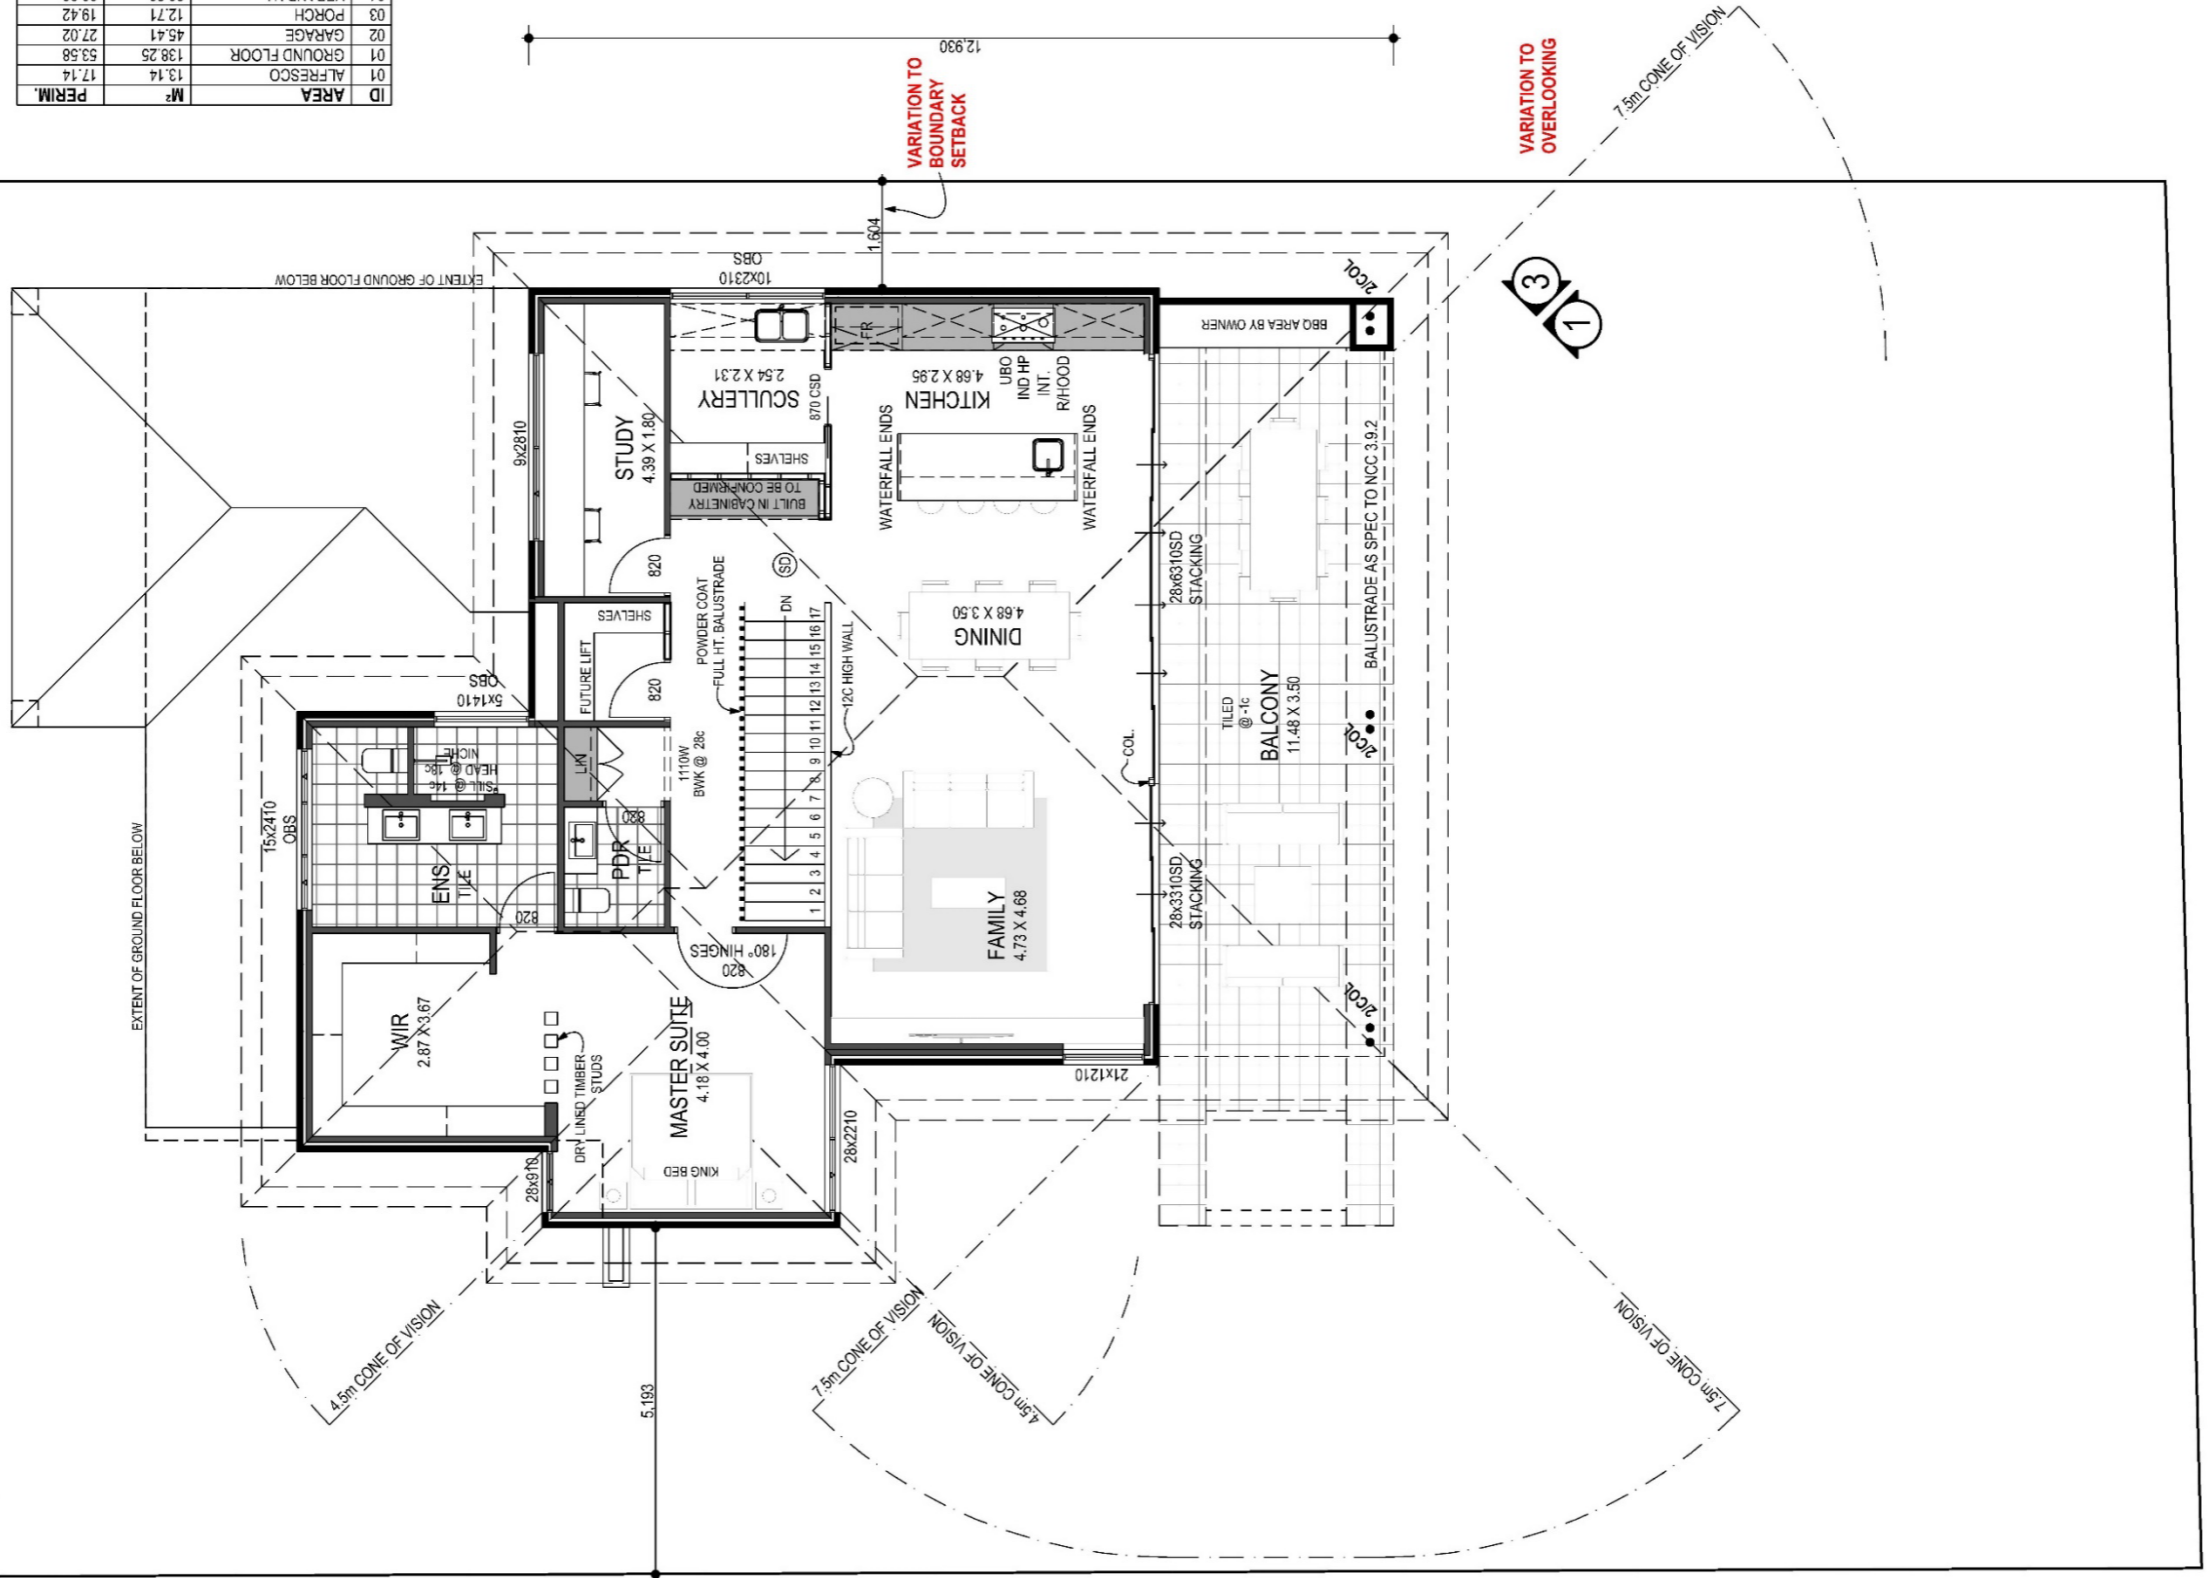 ID AREA M² PERIM.
01 ALFRESCO 13.14 17.14
01 GROUND FLOOR 138.25 53.58
02 GARAGE 45.41 27.02
03 PORCH 12.71 19.42
12,930
VARIATION TO
BOUNDARY
SETBACK
VARIATION TO
OVERLOOKING
7.5m CONE OF VISION
1,604
EXTENT OF GROUND FLOOR BELOW
10x2310
OBS
2/COL
3
1
9x2810
STUDY
4.39 X 1.80
SCULLERY
2.54 X 2.31
870 CSD
SHELVES
BUILT IN CABINETRY
TO BE CONFIRMED
FR
KITCHEN
4.68 X 2.95
UBO
IND HP
INT.
R/HOOD
WATERFALL ENDS
WATERFALL ENDS
BBQ AREA BY OWNER
BALUSTRADE AS SPEC TO NCC 3.9.2
28x6310SD
STACKING
820
SD
DN
SHELVES
FUTURE LIFT
820
POWDER COAT
FULL HT. BALUSTRADE
12C HIGH WALL
DINING
4.68 X 3.50
5x1410
OBS
15x2410
OBS
NICHE
HEAD @ 18c
SILL @ 14c
LIN
1110W
BWK @ 28c
1 2 3 4 5 6 7 8 9 10 11 12 13 14 15 16 17
COL.
TILED
@ -1c
BALCONY
11.48 X 3.50
2/COL
EXTENT OF GROUND FLOOR BELOW
ENS
TILE
820
PDR
TILE
820
820
180° HINGES
FAMILY
4.73 X 4.68
28x3310SD
STACKING
2/COL
WIR
2.87 X 3.67
DRY LINED TIMBER
STUDS
MASTER SUITE
4.18 X 4.00
KING BED
28x910
28x2210
21x1210
4.5m CONE OF VISION
7.5m CONE OF VISION
4.5m CONE OF VISION
7.5m CONE OF VISION
5,193